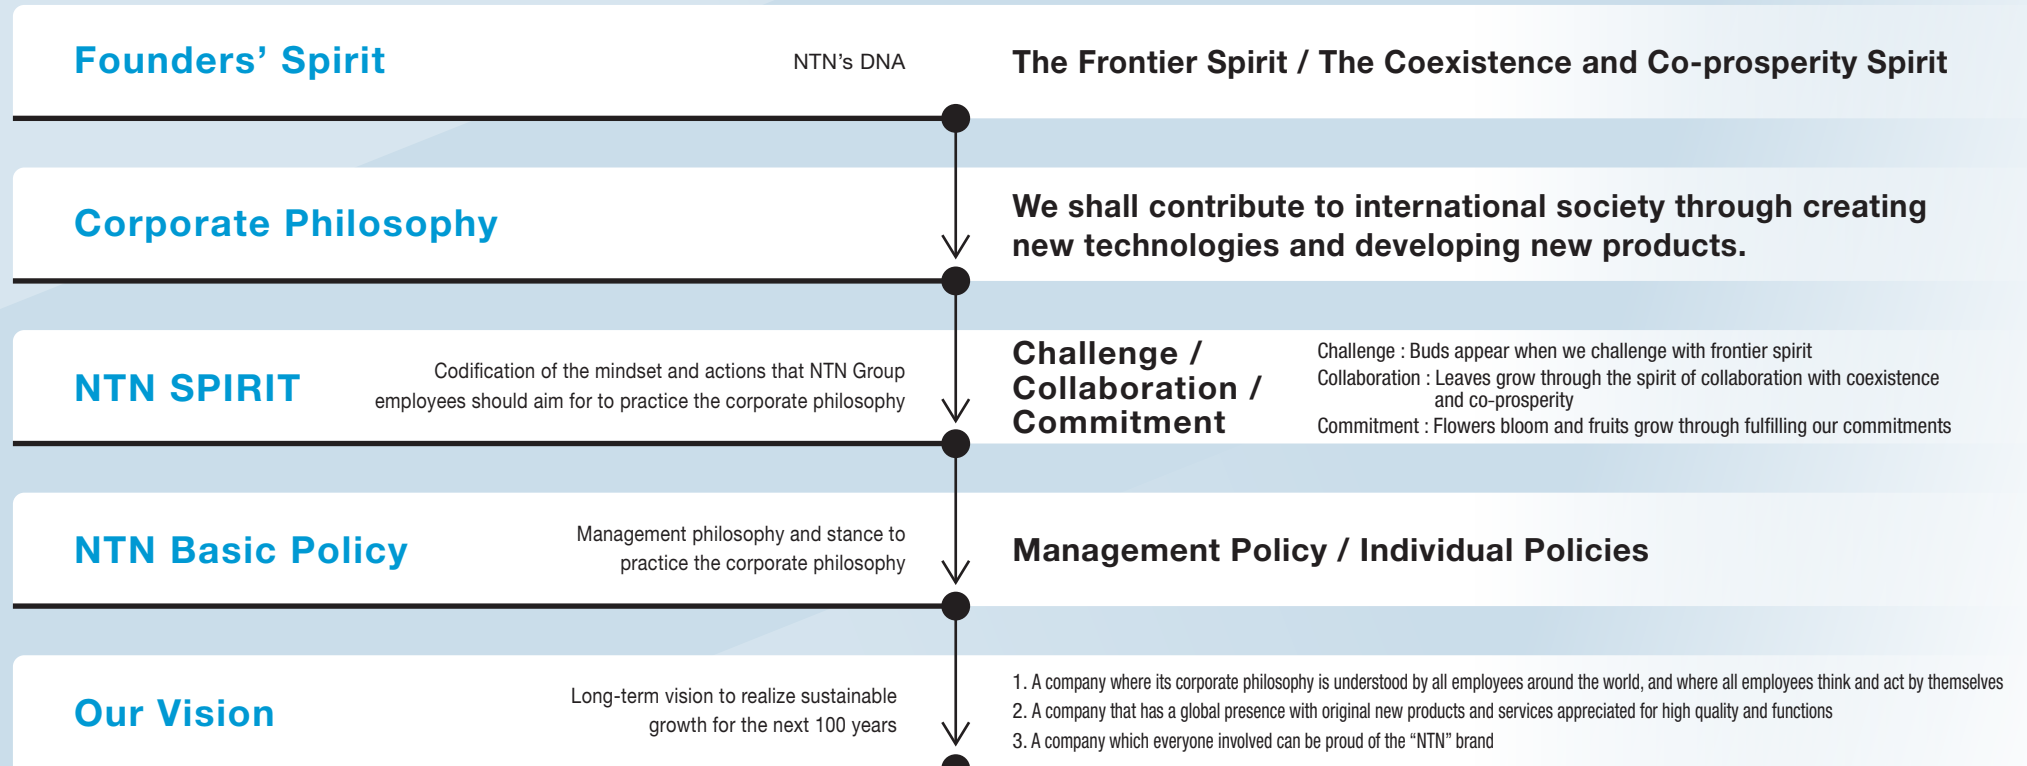 Founders’ Spirit
NTN’s DNA
The Frontier Spirit / The Coexistence and Co-prosperity Spirit
Corporate Philosophy
We shall contribute to international society through creating
new technologies and developing new products.
NTN SPIRIT
Codification of the mindset and actions that NTN Group
employees should aim for to practice the corporate philosophy
Challenge /
Collaboration /
Commitment
Challenge : Buds appear when we challenge with frontier spirit
Collaboration : Leaves grow through the spirit of collaboration with coexistence
and co-prosperity
Commitment : Flowers bloom and fruits grow through fulfilling our commitments
NTN Basic Policy
Management philosophy and stance to
practice the corporate philosophy
Management Policy / Individual Policies
Our Vision
Long-term vision to realize sustainable
growth for the next 100 years
1. A company where its corporate philosophy is understood by all employees around the world, and where all employees think and act by themselves
2. A company that has a global presence with original new products and services appreciated for high quality and functions
3. A company which everyone involved can be proud of the “NTN” brand